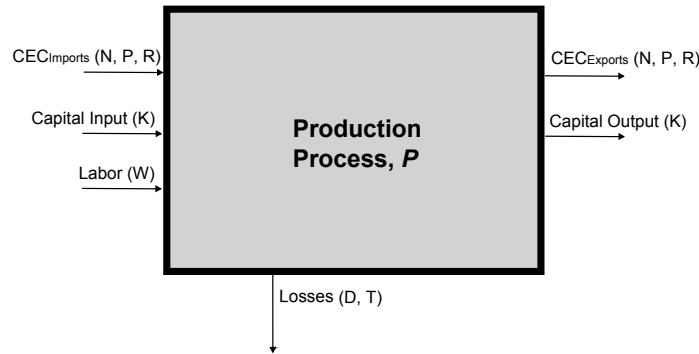 CECImports (N, P, R)
CECExports (N, P, R)
Capital Input (K)
Capital Output (K)
Production
Process, P
Labor (W)
Losses (D, T)